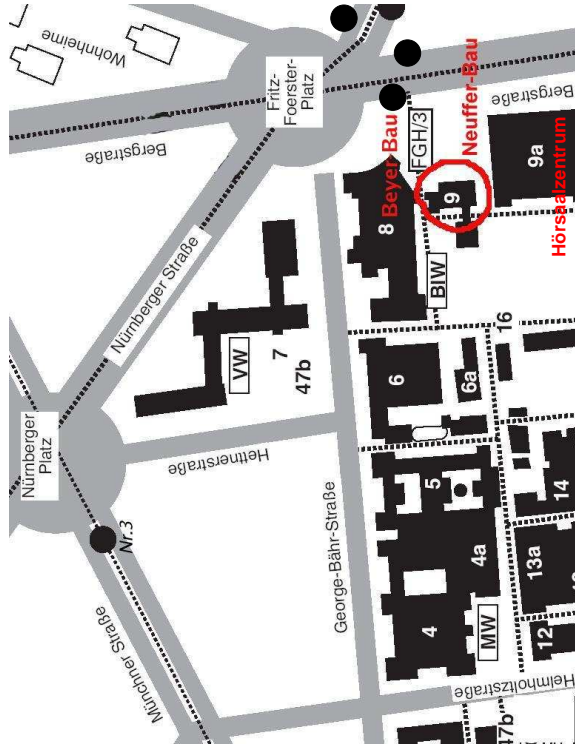 Wohnheime
Fritz-
Foerster-
Platz
Bergstraße
Bergstraße
FGH/3
Beyer Bau
Neuffer-Bau
8
9
9a
Hörsaalzentrum
Nürnberger Straße
BIW
VW
7
47b
16
6
6a
Nürnberger
Platz
Hettnerstraße
Nr.3
5
14
George-Bähr-Straße
4a
13a
Münchner Straße
4
MW
12
Helmholtzstraße
47b